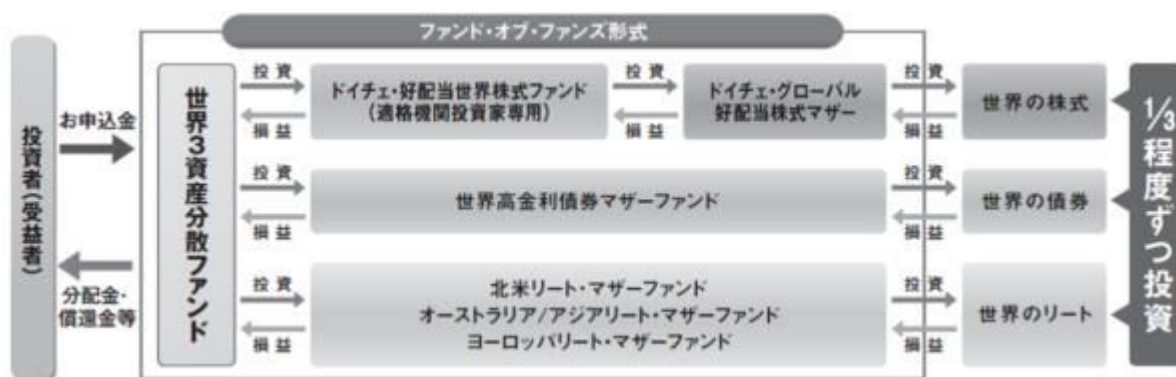 ファンド・オブ・ファンズ形式
投資者(受益者)
お申込金
分配金・
償還金等
世界3資産分散ファンド
投資
損益
ドイチェ・好配当世界株式ファンド
(適格機関投資家専用)
投資
損益
ドイチェ・グローバル
好配当株式マザー
投資
損益
世界の株式
投資
損益
世界高金利債券マザーファンド
投資
損益
世界の債券
投資
損益
北米リート・マザーファンド
オーストラリア/アジアリート・マザーファンド
ヨーロッパリート・マザーファンド
投資
損益
世界のリート
1/3程度ずつ投資